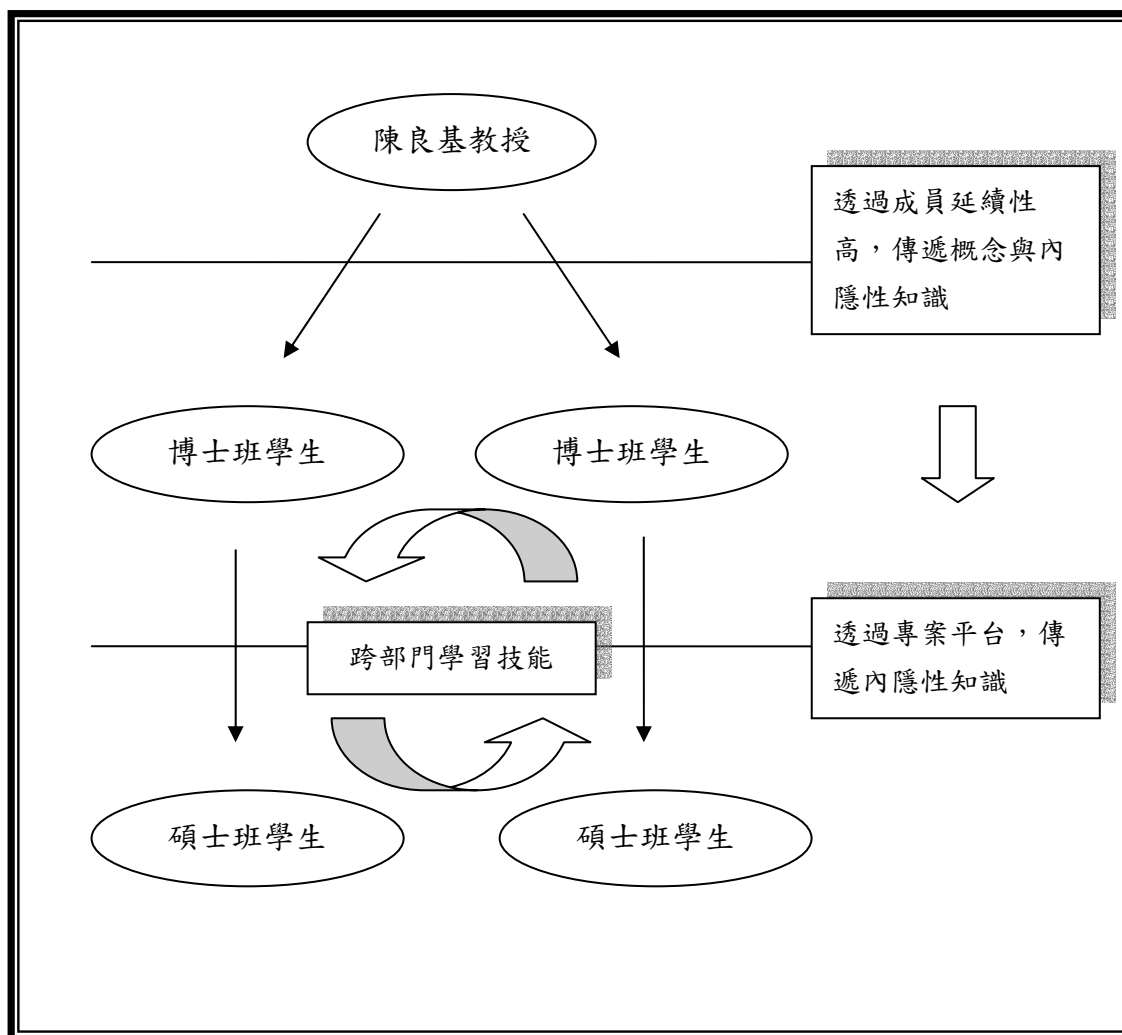 陳良基教授
透過成員延續性
高，傳遞概念與內
隱性知識
博士班學生
博士班學生
跨部門學習技能
透過專案平台，傳
遞內隱性知識
碩士班學生
碩士班學生